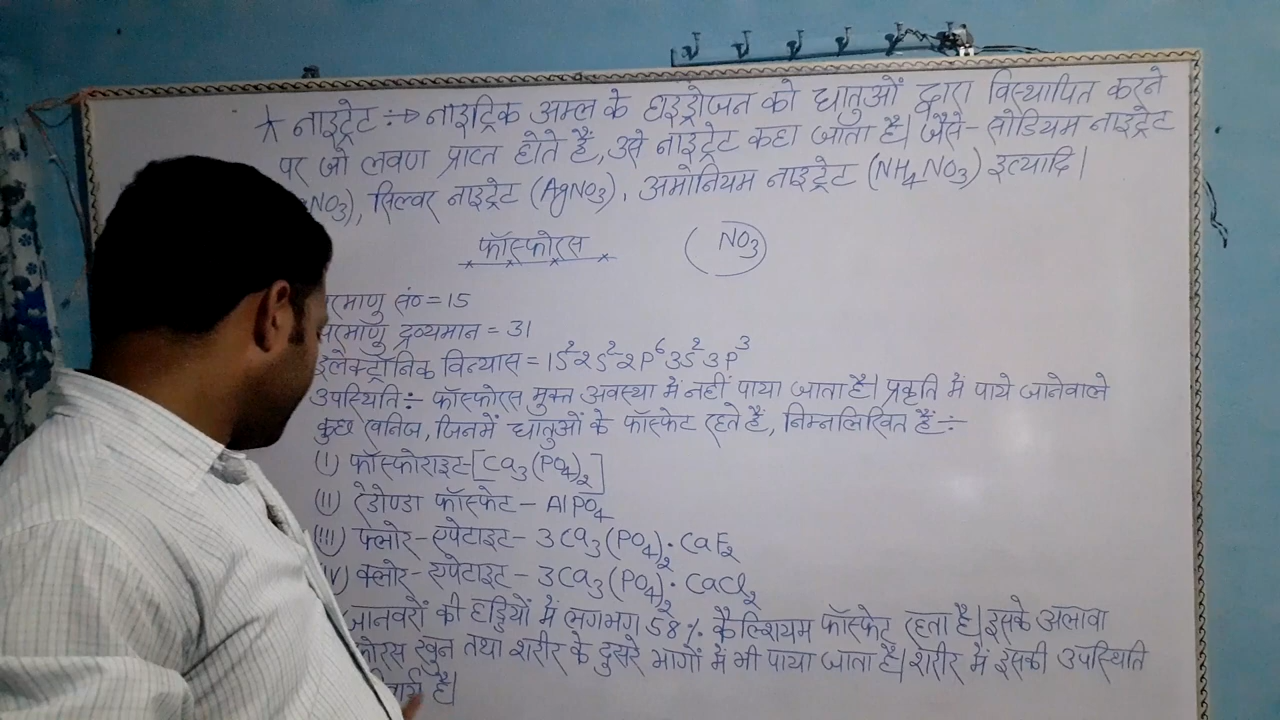 * नाइट्रेट :→ नाइट्रिक अम्ल के हाइड्रोजन को धातुओं द्वारा विस्थापित करने
पर जो लवण प्राप्त होते हैं, उसे नाइट्रेट कहा जाता है। जैसे- सोडियम नाइट्रेट
NO3), सिल्वर नाइट्रेट (AgNO3), अमोनियम नाइट्रेट (NH4NO3) इत्यादि।
फॉस्फोरस
NO3
परमाणु सं० = 15
परमाणु द्रव्यमान = 31
इलेक्ट्रॉनिक विन्यास = 1S² 2S² 2P⁶ 3S² 3P³
उपस्थिति :- फॉस्फोरस मुक्त अवस्था में नहीं पाया जाता है। प्रकृति में पाये जानेवाले
कुछ खनिज, जिनमें धातुओं के फॉस्फेट रहते हैं, निम्नलिखित हैं :-
(I) फॉस्फोराइट-[Ca3(PO4)2]
(II) रेडोण्डा फॉस्फेट - AlPO4
(III) फ्लोर-एपेटाइट - 3Ca3(PO4)2. CaF2
(IV) क्लोर-एपेटाइट - 3Ca3(PO4)2. CaCl2
जानवरों की हड्डियों में लगभग 58% कैल्शियम फॉस्फेट रहता है। इसके अलावा
फोरस खून तथा शरीर के दुसरे भागों में भी पाया जाता है। शरीर में इसकी उपस्थिति
है।